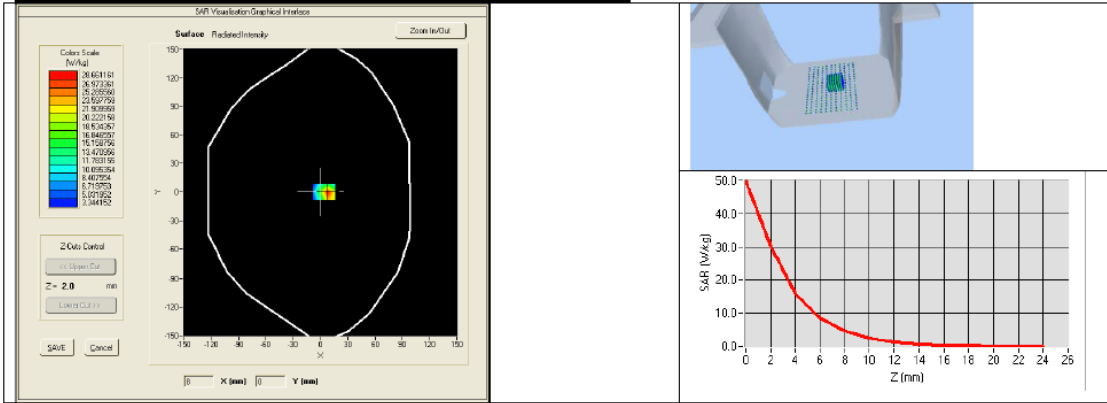 SAR Visualisation Graphical Interface
Surface Radiated Intensity
Zoom In/Out
Colors Scale
(W/kg)
28.661161
26.973361
25.285560
23.597759
21.909959
20.222158
18.534357
16.846557
15.158756
13.470956
11.783155
10.095354
8.407554
6.719753
5.031952
3.344152
Z-Cuts Control
<< Upper Cut
Z = 2.0 mm
Lower Cut >>
SAVE Cancel
150
120
90
60
30
Y 0
-30
-60
-90
-120
-150
-150 -120 -90 -60 -30 0 30 60 90 120 150
X
8 X (mm) 0 Y (mm)
50.0
40.0
30.0
20.0
10.0
0.0
SAR (W/kg)
0 2 4 6 8 10 12 14 16 18 20 22 24 26
Z (mm)